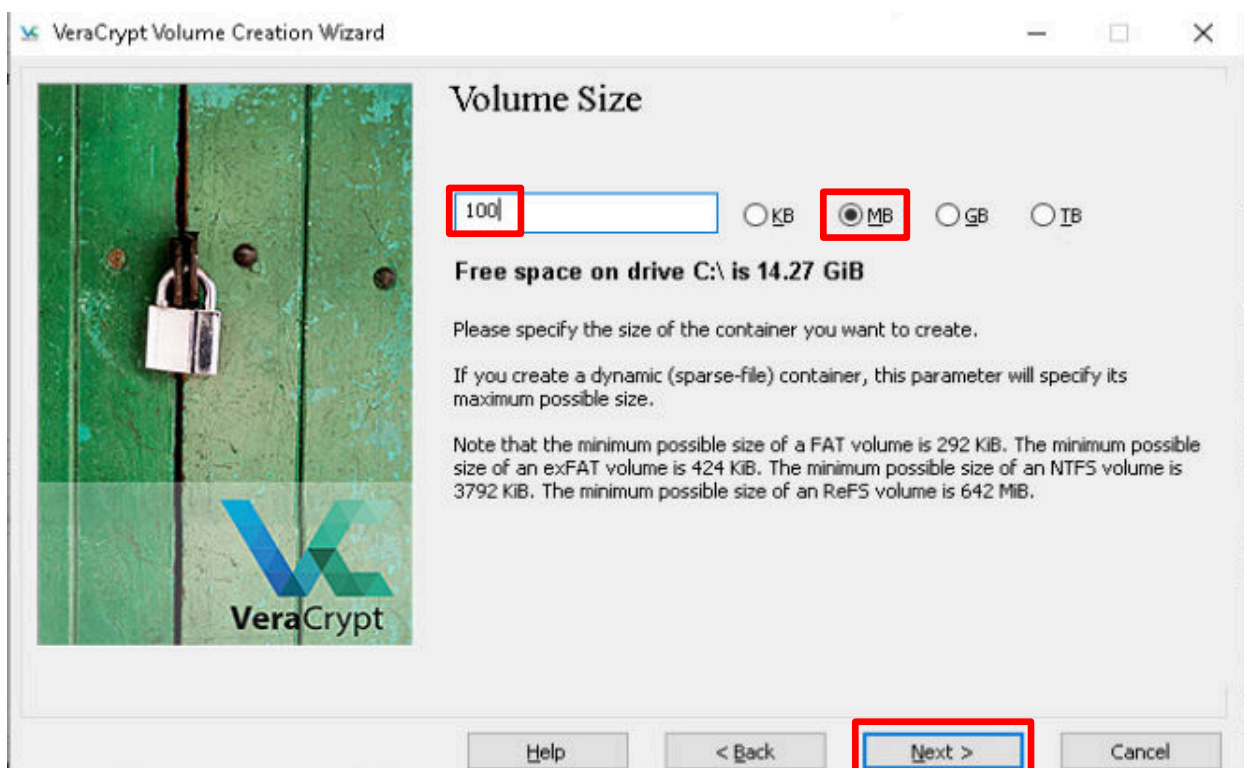 VeraCrypt Volume Creation Wizard
Volume Size
100
KB
MB
GB
TB
Free space on drive C:\ is 14.27 GiB
Please specify the size of the container you want to create.
If you create a dynamic (sparse-file) container, this parameter will specify its
maximum possible size.
Note that the minimum possible size of a FAT volume is 292 KiB. The minimum possible
size of an exFAT volume is 424 KiB. The minimum possible size of an NTFS volume is
3792 KiB. The minimum possible size of an ReFS volume is 642 MiB.
VeraCrypt
Help
< Back
Next >
Cancel